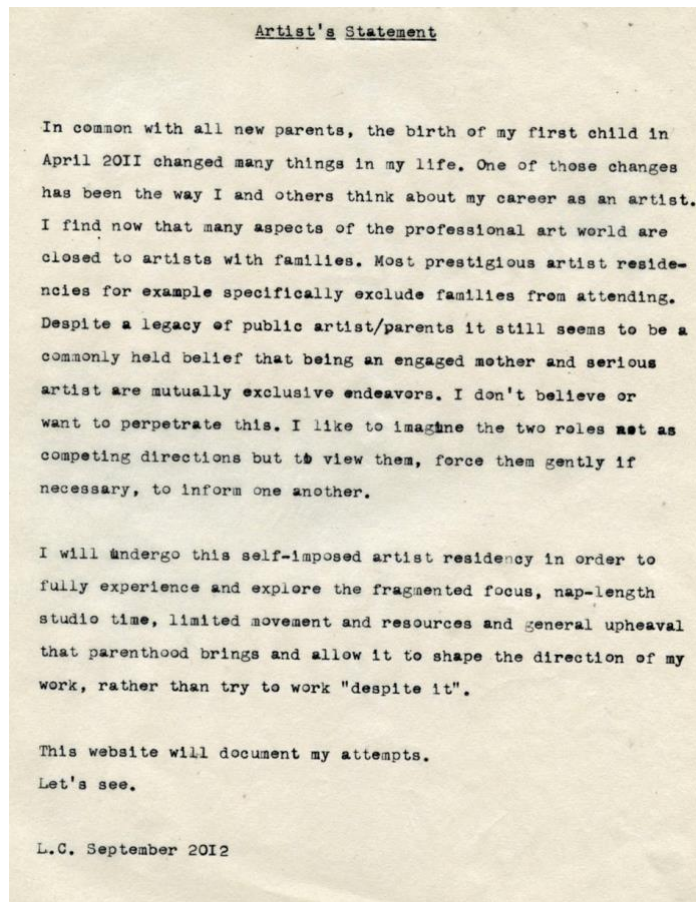 Artist's Statement
In common with all new parents, the birth of my first child in
April 20II changed many things in my life. One of those changes
has been the way I and others think about my career as an artist.
I find now that many aspects of the professional art world are
closed to artists with families. Most prestigious artist reside-
ncies for example specifically exclude families from attending.
Despite a legacy of public artist/parents it still seems to be a
commonly held belief that being an engaged mother and serious
artist are mutually exclusive endeavors. I don't believe or
want to perpetrate this. I like to imagine the two roles not as
competing directions but to view them, force them gently if
necessary, to inform one another.
I will undergo this self-imposed artist residency in order to
fully experience and explore the fragmented focus, nap-length
studio time, limited movement and resources and general upheaval
that parenthood brings and allow it to shape the direction of my
work, rather than try to work "despite it".
This website will document my attempts.
Let's see.
L.C. September 20I2